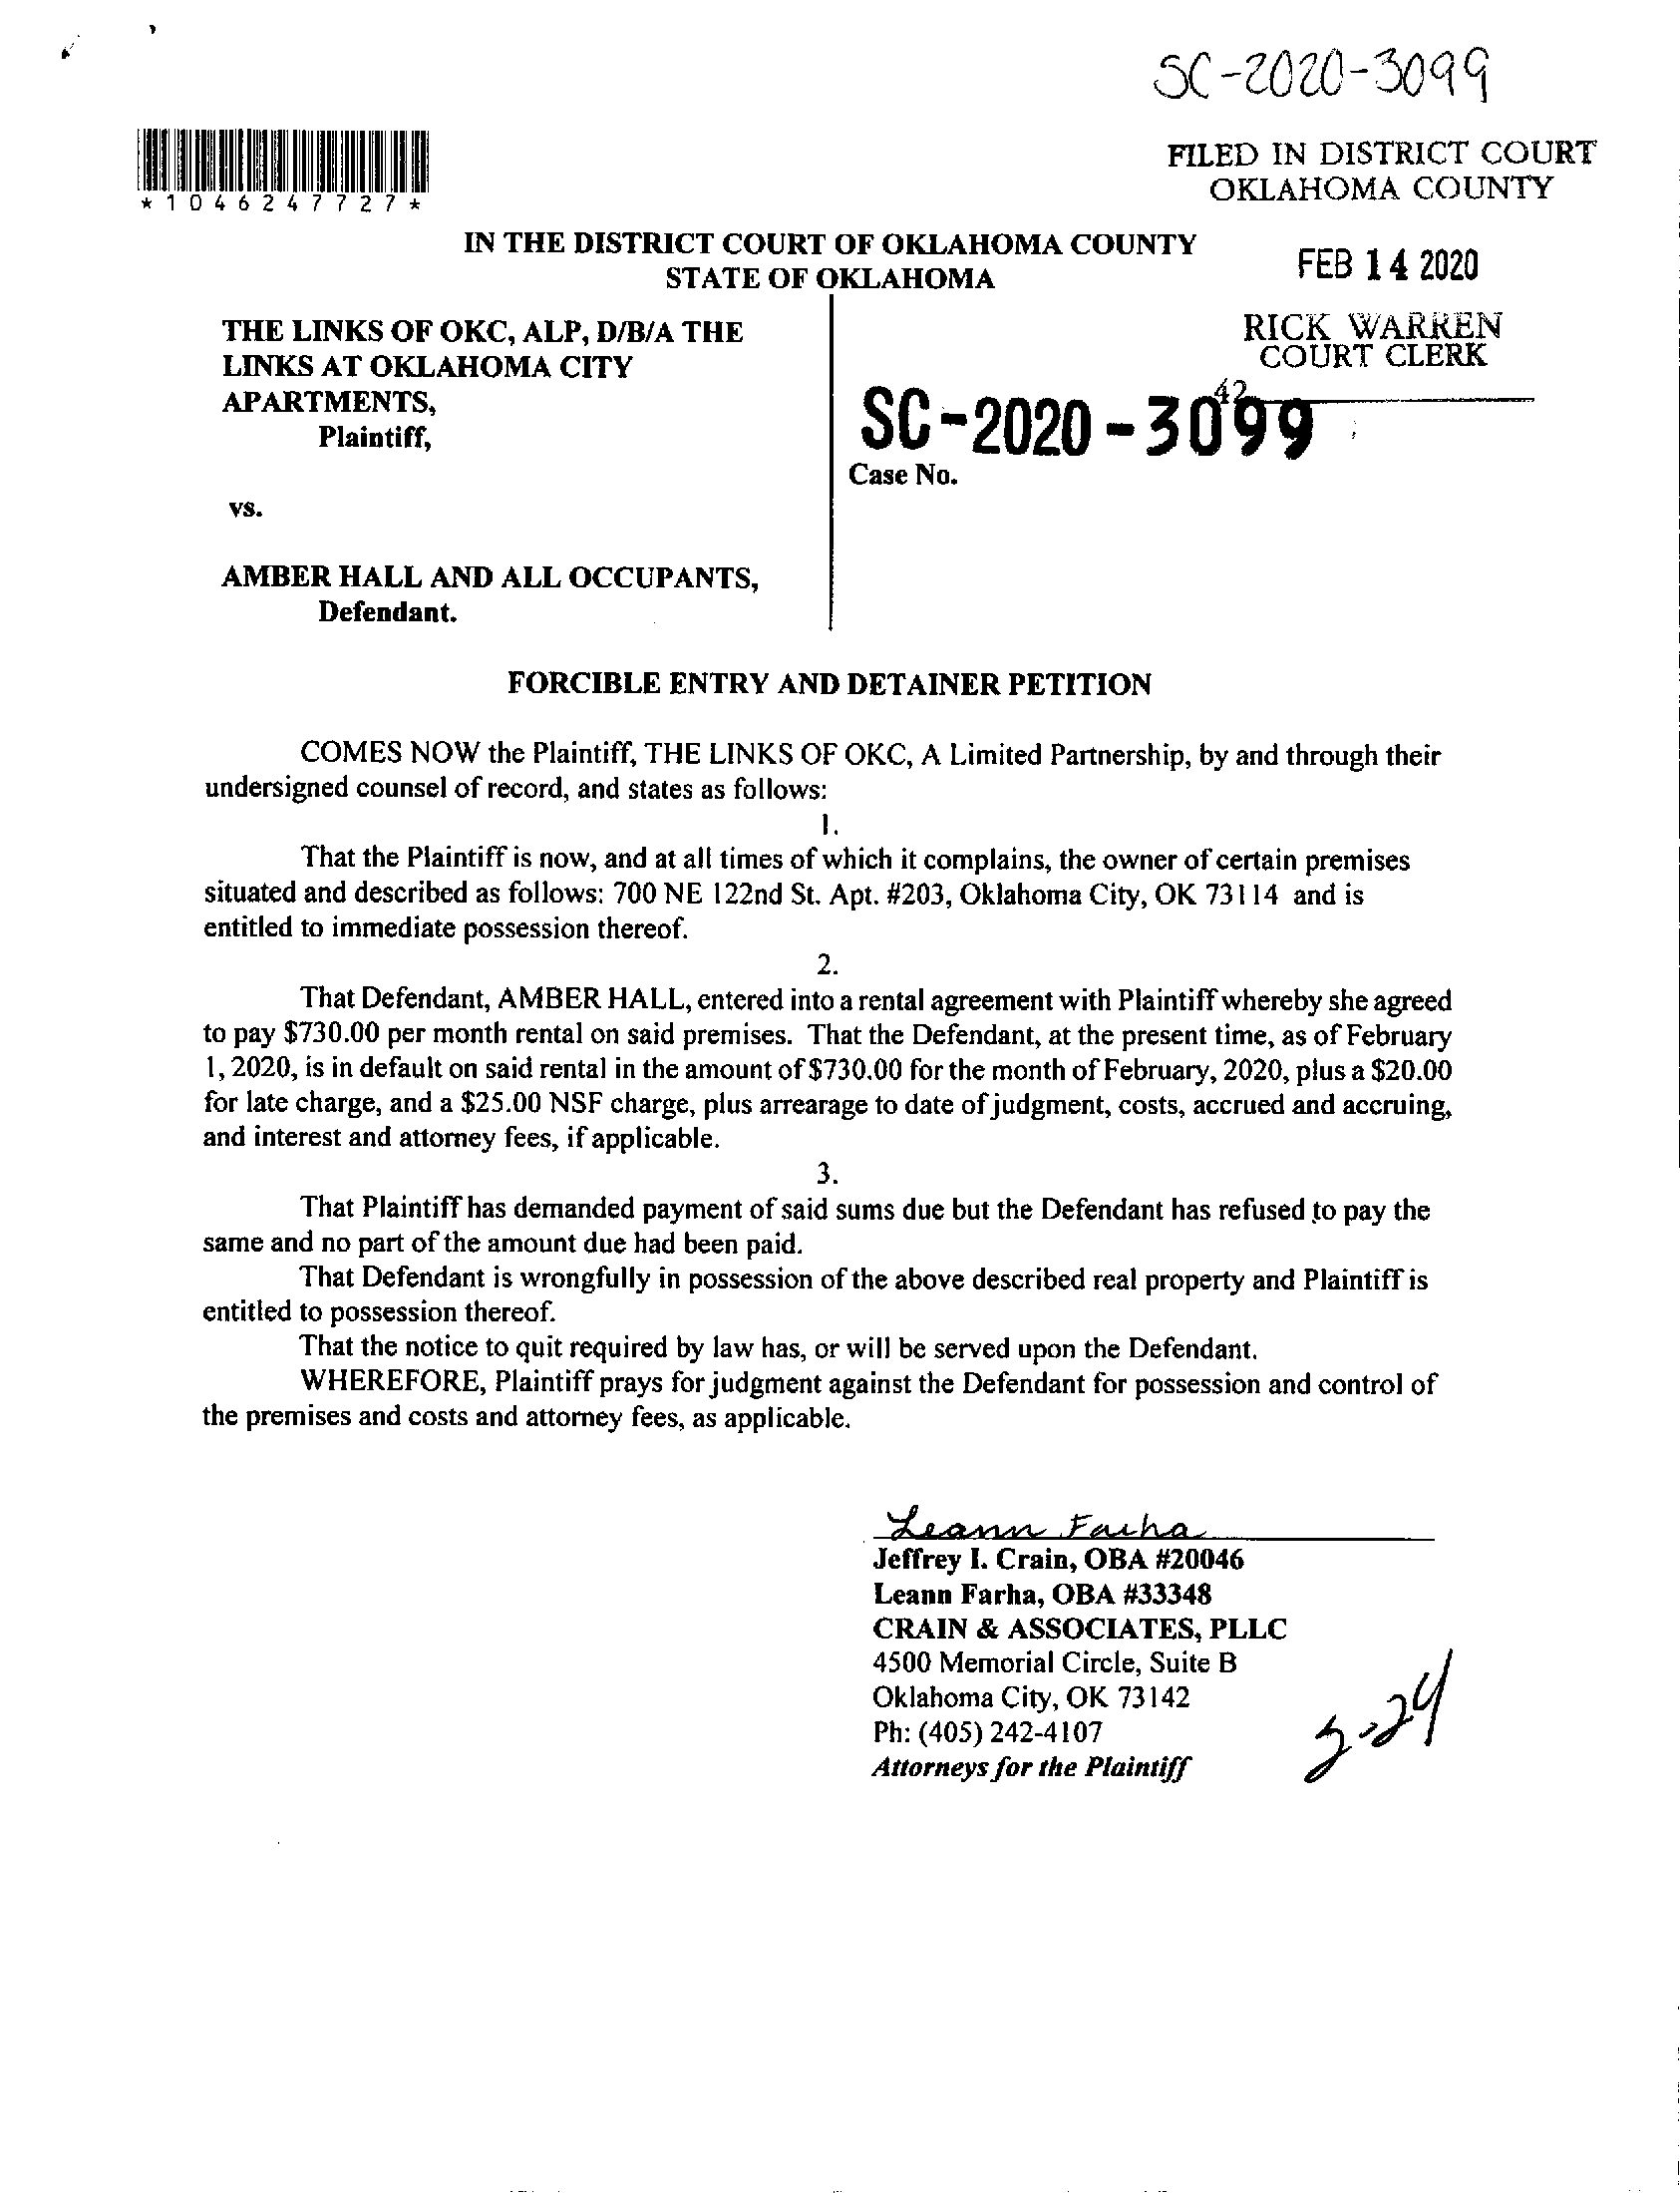 SC-2020-3099
*1046247727*
FILED IN DISTRICT COURT
OKLAHOMA COUNTY
IN THE DISTRICT COURT OF OKLAHOMA COUNTY
STATE OF OKLAHOMA
FEB 14 2020
RICK WARREN
COURT CLERK
42
THE LINKS OF OKC, ALP, D/B/A THE
LINKS AT OKLAHOMA CITY
APARTMENTS,
Plaintiff,
SC-2020-3099
Case No.
vs.
AMBER HALL AND ALL OCCUPANTS,
Defendant.
FORCIBLE ENTRY AND DETAINER PETITION
COMES NOW the Plaintiff, THE LINKS OF OKC, A Limited Partnership, by and through their
undersigned counsel of record, and states as follows:
1.
That the Plaintiff is now, and at all times of which it complains, the owner of certain premises
situated and described as follows: 700 NE 122nd St. Apt. #203, Oklahoma City, OK 73114 and is
entitled to immediate possession thereof.
2.
That Defendant, AMBER HALL, entered into a rental agreement with Plaintiff whereby she agreed
to pay $730.00 per month rental on said premises. That the Defendant, at the present time, as of February
1, 2020, is in default on said rental in the amount of $730.00 for the month of February, 2020, plus a $20.00
for late charge, and a $25.00 NSF charge, plus arrearage to date of judgment, costs, accrued and accruing,
and interest and attorney fees, if applicable.
3.
That Plaintiff has demanded payment of said sums due but the Defendant has refused to pay the
same and no part of the amount due had been paid.
That Defendant is wrongfully in possession of the above described real property and Plaintiff is
entitled to possession thereof.
That the notice to quit required by law has, or will be served upon the Defendant.
WHEREFORE, Plaintiff prays for judgment against the Defendant for possession and control of
the premises and costs and attorney fees, as applicable.
Leann Farha
Jeffrey I. Crain, OBA #20046
Leann Farha, OBA #33348
CRAIN & ASSOCIATES, PLLC
4500 Memorial Circle, Suite B
Oklahoma City, OK 73142
Ph: (405) 242-4107
Attorneys for the Plaintiff
2-24